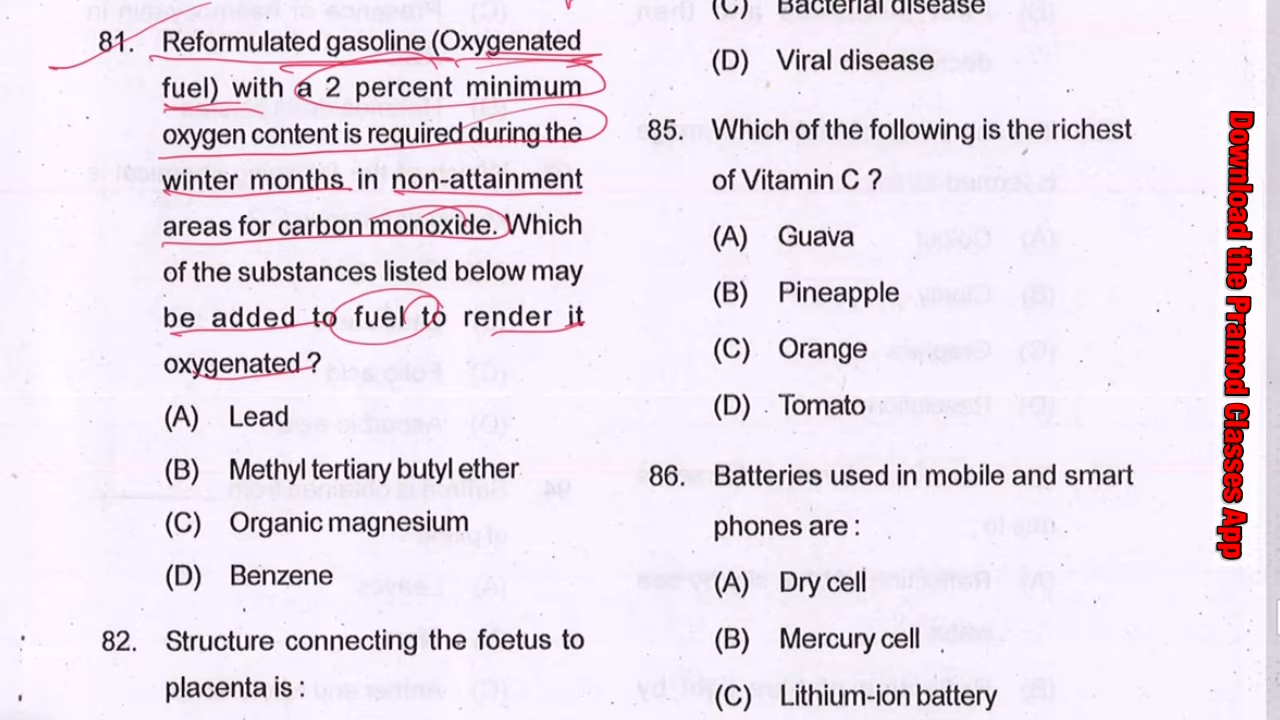 81. Reformulated gasoline (Oxygenated
fuel) with a 2 percent minimum
oxygen content is required during the
winter months in non-attainment
areas for carbon monoxide. Which
of the substances listed below may
be added to fuel to render it
oxygenated ?
(A) Lead
(B) Methyl tertiary butyl ether
(C) Organic magnesium
(D) Benzene
82. Structure connecting the foetus to
placenta is :
(C) Bacterial disease
(D) Viral disease
85. Which of the following is the richest
of Vitamin C ?
(A) Guava
(B) Pineapple
(C) Orange
(D) Tomato
86. Batteries used in mobile and smart
phones are :
(A) Dry cell
(B) Mercury cell
(C) Lithium-ion battery
Download the Pramod Classes App